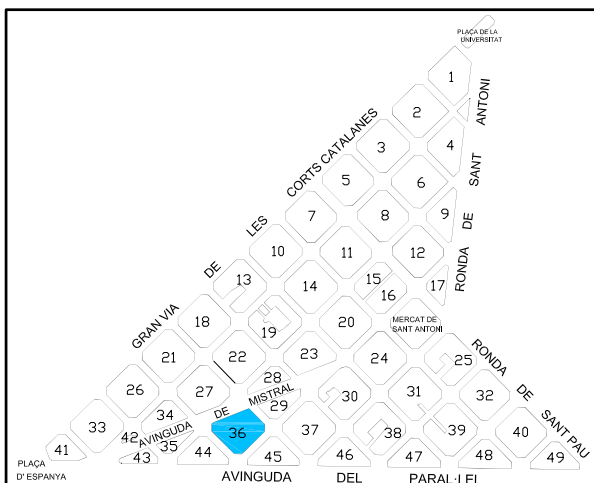 PLAÇA DE LA
UNIVERSITAT
1
2
ANTONI
3
4
CORTS CATALANES
5
6
SANT
7
8
9
DE
LES
10
11
12
RONDA
DE
13
14
15
16
17
GRAN VIA
18
19
20
MERCAT DE
SANT ANTONI
21
22
23
24
25
RONDA
26
27
28
29
30
31
32
DE
MISTRAL
DE
33
34
35
36
37
38
39
40
SANT PAU
AVINGUDA
41
42
43
44
45
46
47
48
49
PLAÇA
D' ESPANYA
AVINGUDA DEL PARAL·LEL